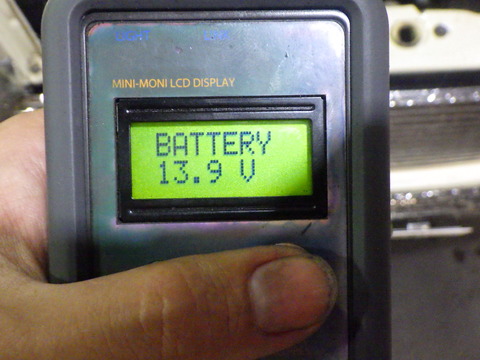 MINI-MONI LCD DISPLAY
BATTERY
13.9 V